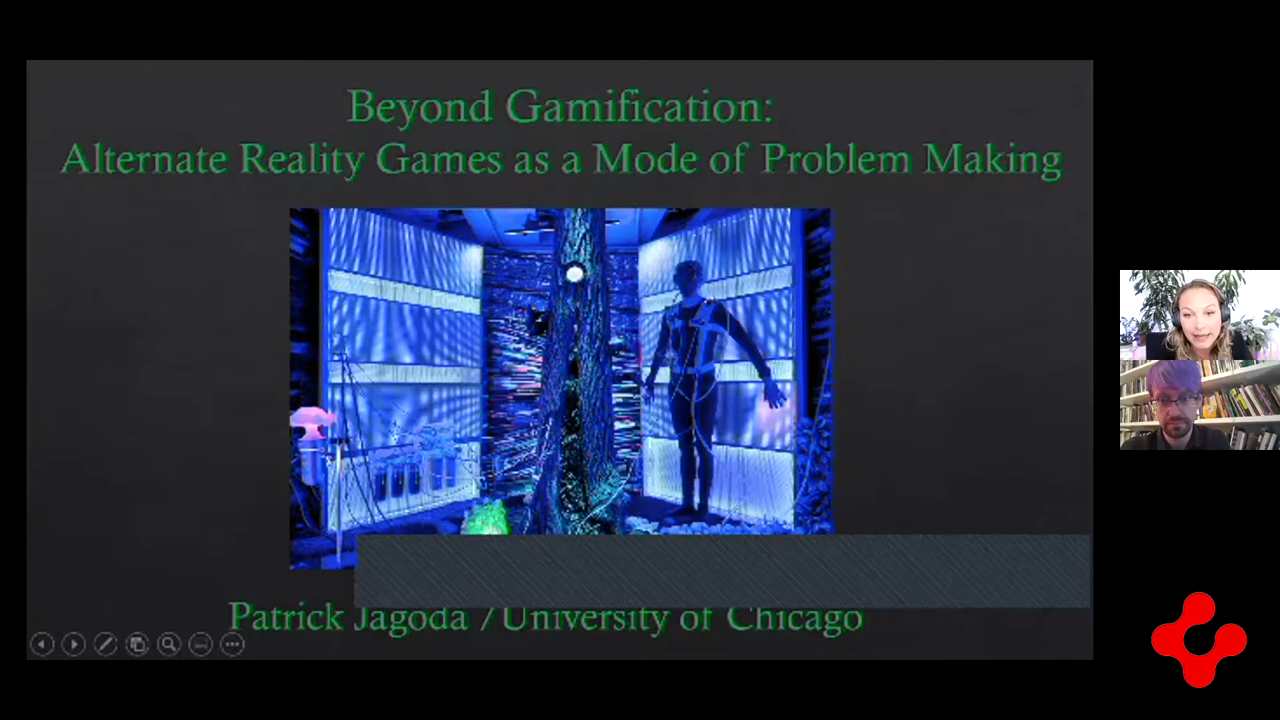 Beyond Gamification:
Alternate Reality Games as a Mode of Problem Making
Patrick Jagoda / University of Chicago